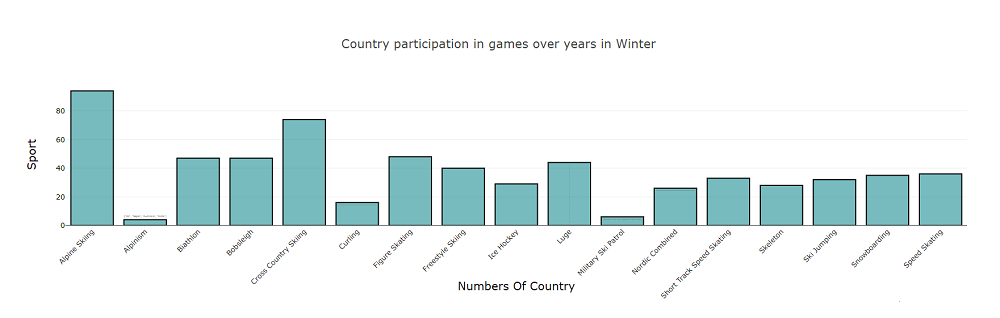 Country participation in games over years in Winter
Sport
80
60
40
20
0
Alpine Skiing
Alpinism
Biathlon
Bobsleigh
Cross Country Skiing
Curling
Figure Skating
Freestyle Skiing
Ice Hockey
Luge
Military Ski Patrol
Nordic Combined
Short Track Speed Skating
Skeleton
Ski Jumping
Snowboarding
Speed Skating
Numbers Of Country